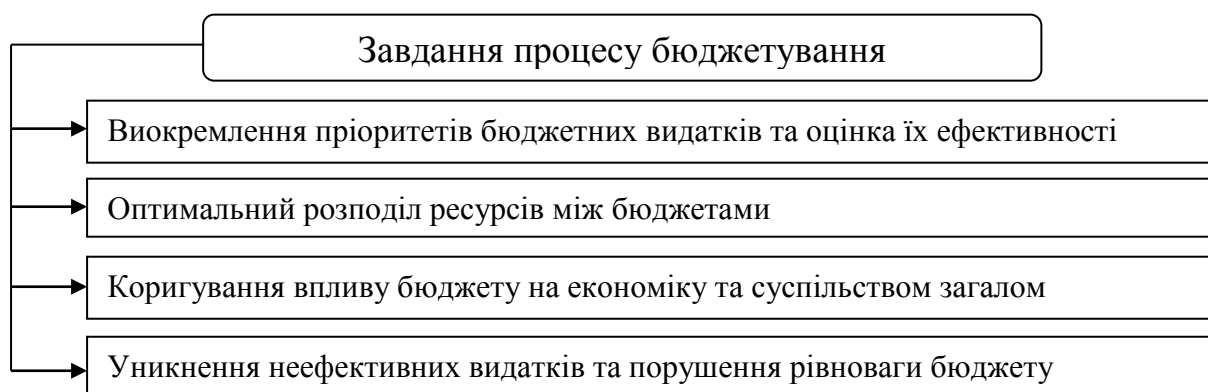 Завдання процесу бюджетування
Виокремлення пріоритетів бюджетних видатків та оцінка їх ефективності
Оптимальний розподіл ресурсів між бюджетами
Коригування впливу бюджету на економіку та суспільством загалом
Уникнення неефективних видатків та порушення рівноваги бюджету